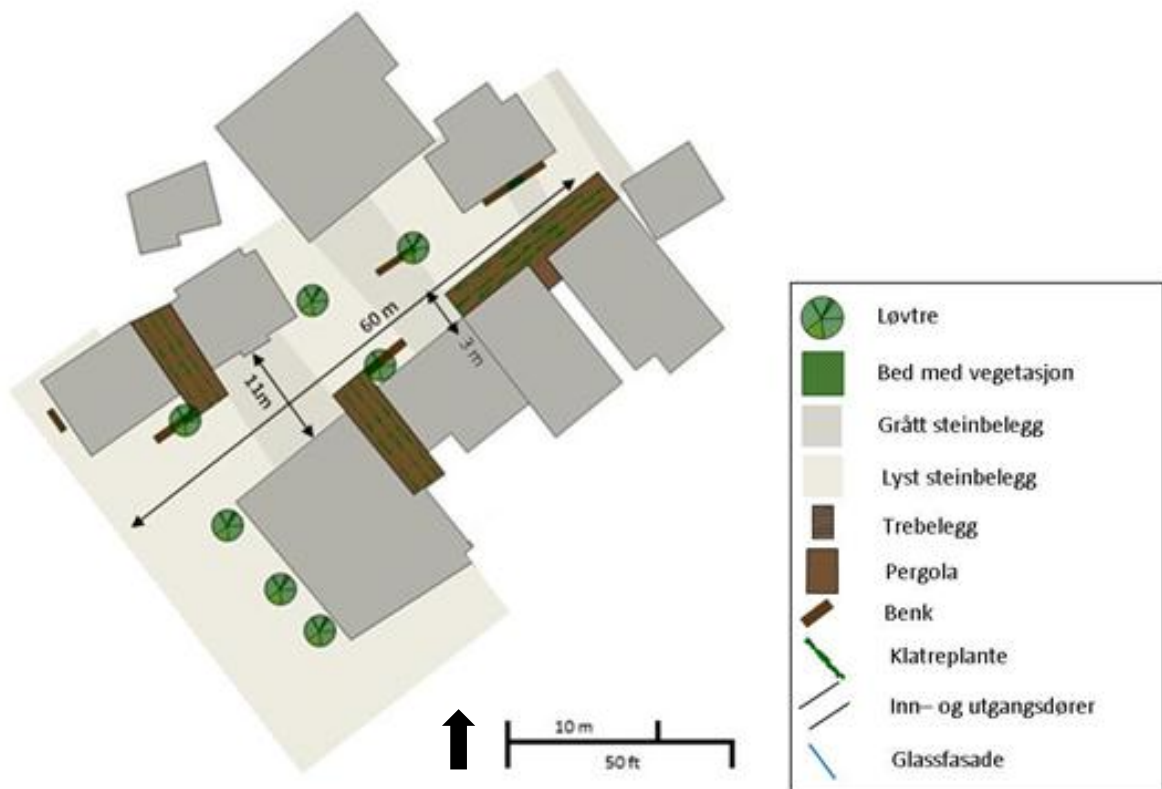 60 m
3 m
11m
10 m
50 ft
Løvtre
Bed med vegetasjon
Grått steinbelegg
Lyst steinbelegg
Trebelegg
Pergola
Benk
Klatreplante
Inn– og utgangsdører
Glassfasade